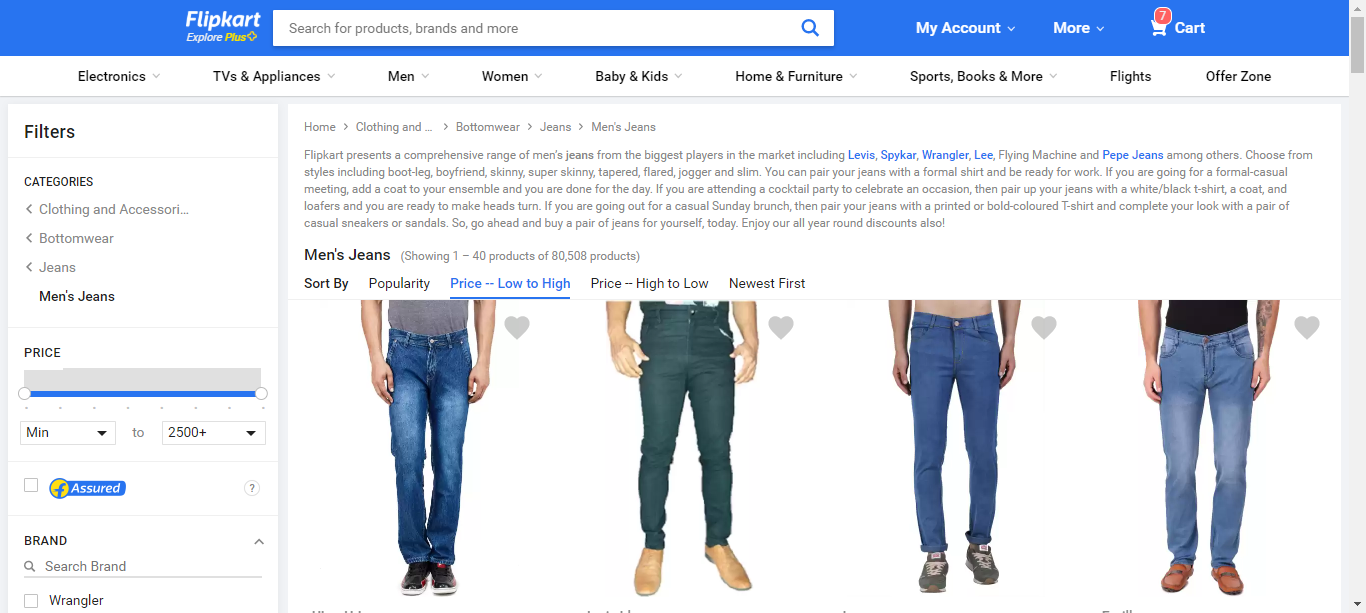 Flipkart
Explore Plus
Search for products, brands and more
My Account
More
7
Cart
Electronics
TVs & Appliances
Men
Women
Baby & Kids
Home & Furniture
Sports, Books & More
Flights
Offer Zone
Filters
CATEGORIES
Clothing and Accessori...
Bottomwear
Jeans
Men's Jeans
PRICE
Min
to
2500+
Assured
?
BRAND
Search Brand
Wrangler
Home > Clothing and ... > Bottomwear > Jeans > Men's Jeans
Flipkart presents a comprehensive range of men's jeans from the biggest players in the market including Levis, Spykar, Wrangler, Lee, Flying Machine and Pepe Jeans among others. Choose from
styles including boot-leg, boyfriend, skinny, super skinny, tapered, flared, jogger and slim. You can pair your jeans with a formal shirt and be ready for work. If you are going for a formal-casual
meeting, add a coat to your ensemble and you are done for the day. If you are attending a cocktail party to celebrate an occasion, then pair up your jeans with a white/black t-shirt, a coat, and
loafers and you are ready to make heads turn. If you are going out for a casual Sunday brunch, then pair your jeans with a printed or bold-coloured T-shirt and complete your look with a pair of
casual sneakers or sandals. So, go ahead and buy a pair of jeans for yourself, today. Enjoy our all year round discounts also!
Men's Jeans (Showing 1 – 40 products of 80,508 products)
Sort By Popularity Price -- Low to High Price -- High to Low Newest First